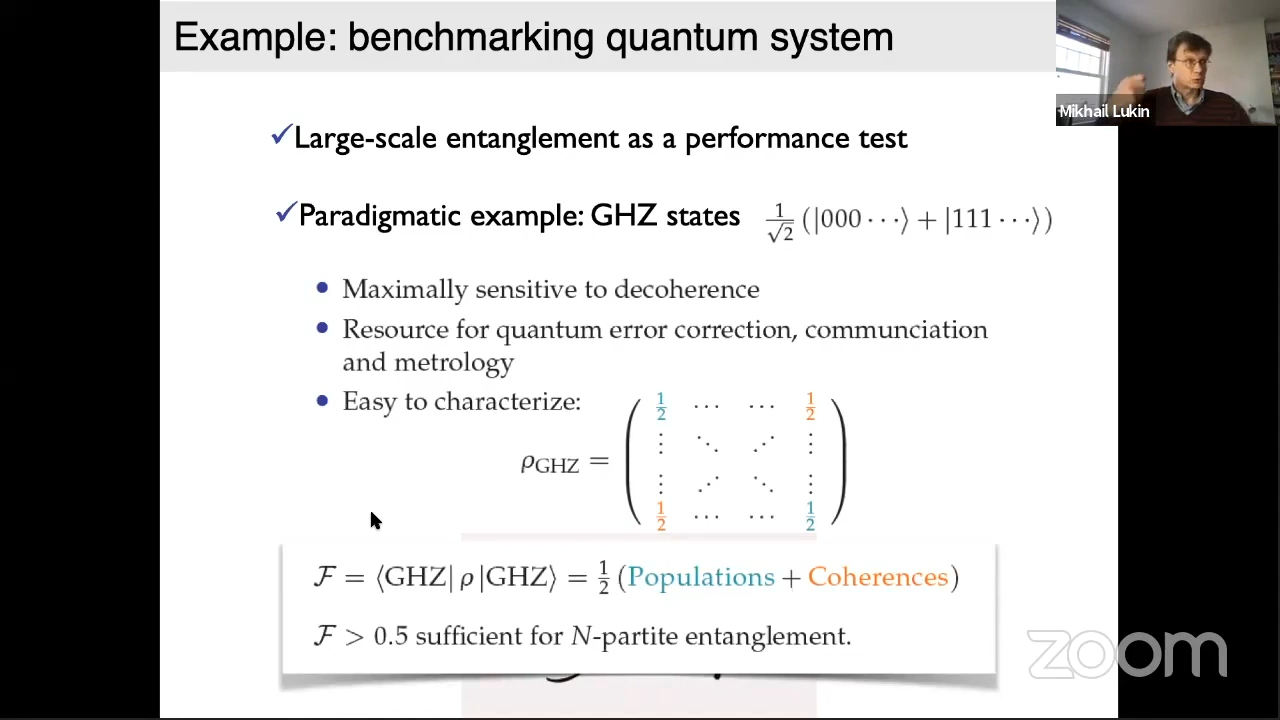 Example: benchmarking quantum system
Mikhail Lukin
✓Large-scale entanglement as a performance test
✓Paradigmatic example: GHZ states 1/√2 (|000 ⋯⟩ + |111 ⋯⟩)
• Maximally sensitive to decoherence
• Resource for quantum error correction, communciation
and metrology
• Easy to characterize:
1/2 ⋯ ⋯ 1/2
⋮ ⋱ ⋰ ⋮
ρGHZ =
⋮ ⋰ ⋱ ⋮
1/2 ⋯ ⋯ 1/2
ℱ = ⟨GHZ| ρ |GHZ⟩ = 1/2 (Populations + Coherences)
ℱ > 0.5 sufficient for N-partite entanglement.
zoom